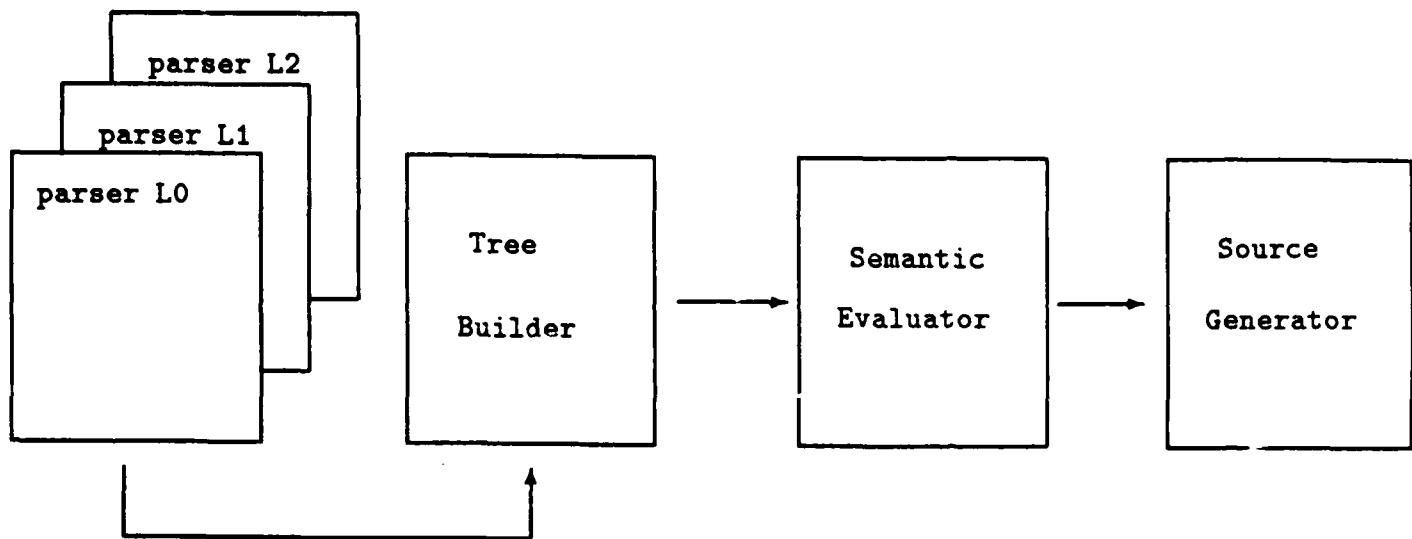 parser L2
parser L1
parser L0
Tree
Builder
Semantic
Evaluator
Source
Generator